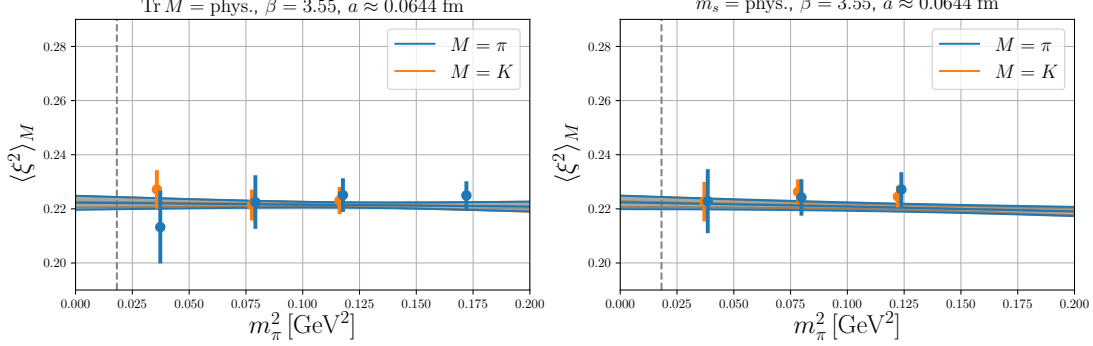 Tr M = phys., β = 3.55, a ≈ 0.0644 fm
0.28
0.26
0.24
0.22
0.20
⟨ξ²⟩_M
M = π
M = K
0.000 0.025 0.050 0.075 0.100 0.125 0.150 0.175 0.200
m_π² [GeV²]
m_s = phys., β = 3.55, a ≈ 0.0644 fm
0.28
0.26
0.24
0.22
0.20
⟨ξ²⟩_M
M = π
M = K
0.000 0.025 0.050 0.075 0.100 0.125 0.150 0.175 0.200
m_π² [GeV²]